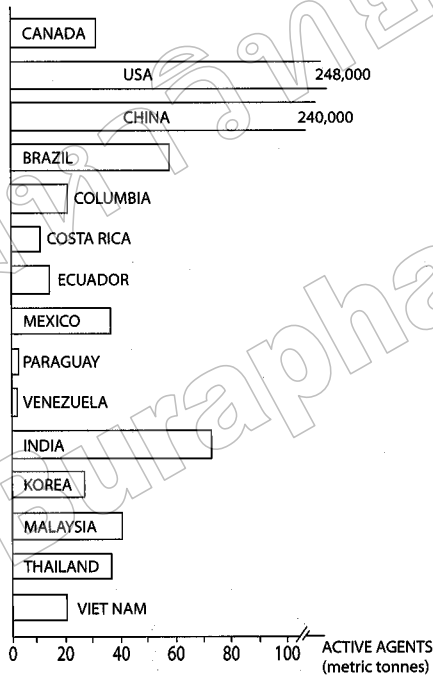 CANADA
USA 248,000
CHINA 240,000
BRAZIL
COLUMBIA
COSTA RICA
ECUADOR
MEXICO
PARAGUAY
VENEZUELA
INDIA
KOREA
MALAYSIA
THAILAND
VIET NAM
0 20 40 60 80 100
ACTIVE AGENTS
(metric tonnes)
Burapha